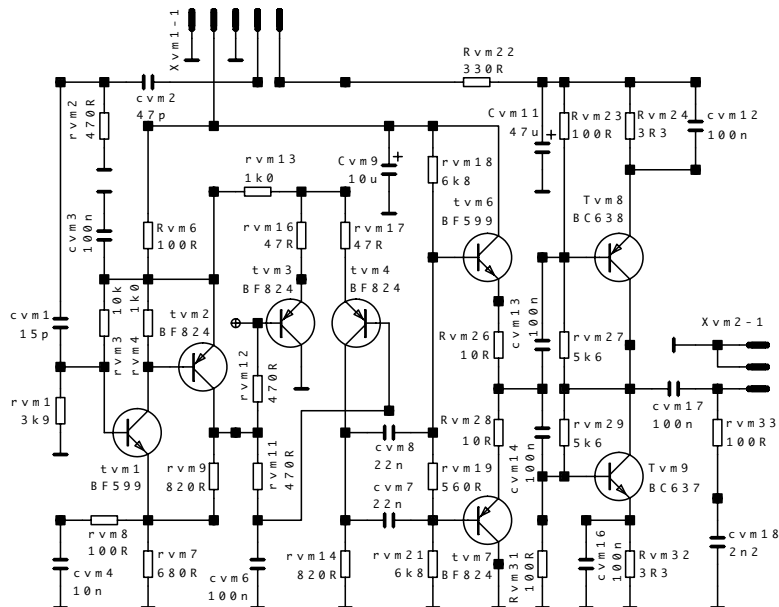 Xvm1-1
Rvm22
330R
rvm2
470R
cvm2
47p
Cvm11
47u
+
Rvm23
100R
Rvm24
3R3
cvm12
100n
rvm13
1k0
Cvm9
10u
+
rvm18
6k8
tvm6
BF599
Tvm8
BC638
cvm3
100n
Rvm6
100R
rvm16
47R
rvm17
47R
tvm3
BF824
tvm4
BF824
cvm13
100n
cvm1
15p
10k
rvm3
1k0
rvm4
tvm2
BF824
Rvm26
10R
rvm27
5k6
Xvm2-1
rvm12
470R
rvm1
3k9
tvm1
BF599
rvm9
820R
rvm11
470R
cvm8
22n
cvm7
22n
Rvm28
10R
rvm19
560R
cvm14
100n
rvm29
5k6
cvm17
100n
rvm33
100R
Tvm9
BC637
rvm8
100R
cvm4
10n
rvm7
680R
cvm6
100n
rvm14
820R
rvm21
6k8
tvm7
BF824
Rvm31
100R
cvm16
100n
Rvm32
3R3
cvm18
2n2